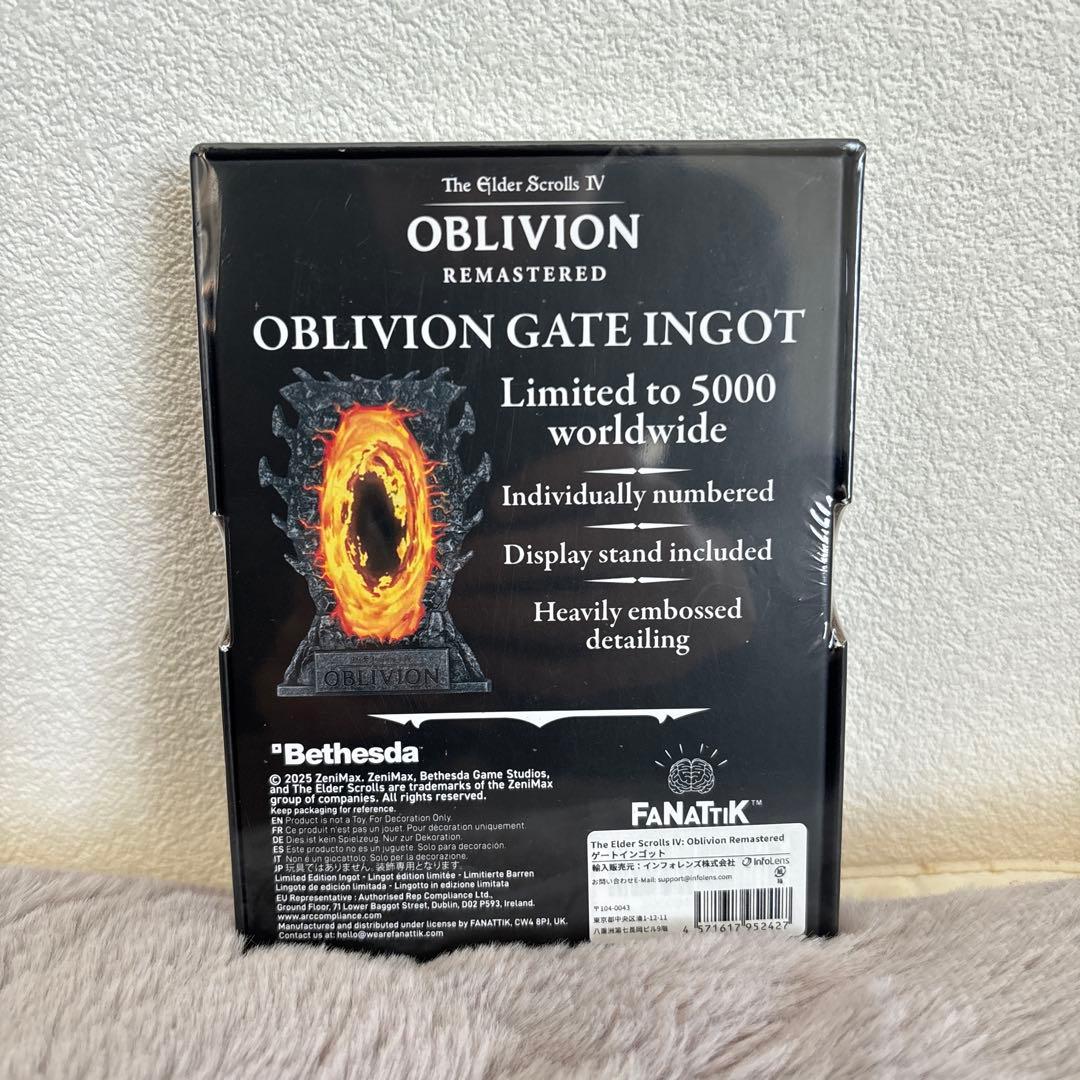 The Elder Scrolls IV
OBLIVION
REMASTERED
OBLIVION GATE INGOT
Limited to 5000
worldwide
Individually numbered
Display stand included
Heavily embossed
detailing
OBLIVION
Bethesda
© 2025 ZeniMax. ZeniMax, Bethesda Game Studios,
and The Elder Scrolls are trademarks of the ZeniMax
group of companies. All rights reserved.
Keep packaging for reference.
EN Product is not a Toy. For Decoration Only.
FR Ce produit n'est pas un jouet. Pour décoration uniquement.
DE Dies ist kein Spielzeug. Nur zur Dekoration.
ES Este producto no es un juguete. Solo para decoración.
IT Non è un giocattolo. Solo per la decorazione.
JP 玩具ではありません。装飾専用となります。
Limited Edition Ingot - Lingot édition limitée - Limitierte Barren
Lingote de edición limitada - Lingotto in edizione limitata
EU Representative : Authorised Rep Compliance Ltd.,
Ground Floor, 71 Lower Baggot Street, Dublin, D02 P593, Ireland.
www.arccompliance.com
Manufactured and distributed under license by FANATTIK, CW4 8PJ, UK.
Contact us at: hello@wearefanattik.com
FANATTIK™
The Elder Scrolls IV: Oblivion Remastered
ゲートインゴット
輸入販売元：インフォレンズ株式会社 InfoLens
お問い合わせE-Mail: support@infolens.com
〒104-0043
東京都中央区湊1-12-11
八重洲第七長岡ビル9階
4 571617 952427